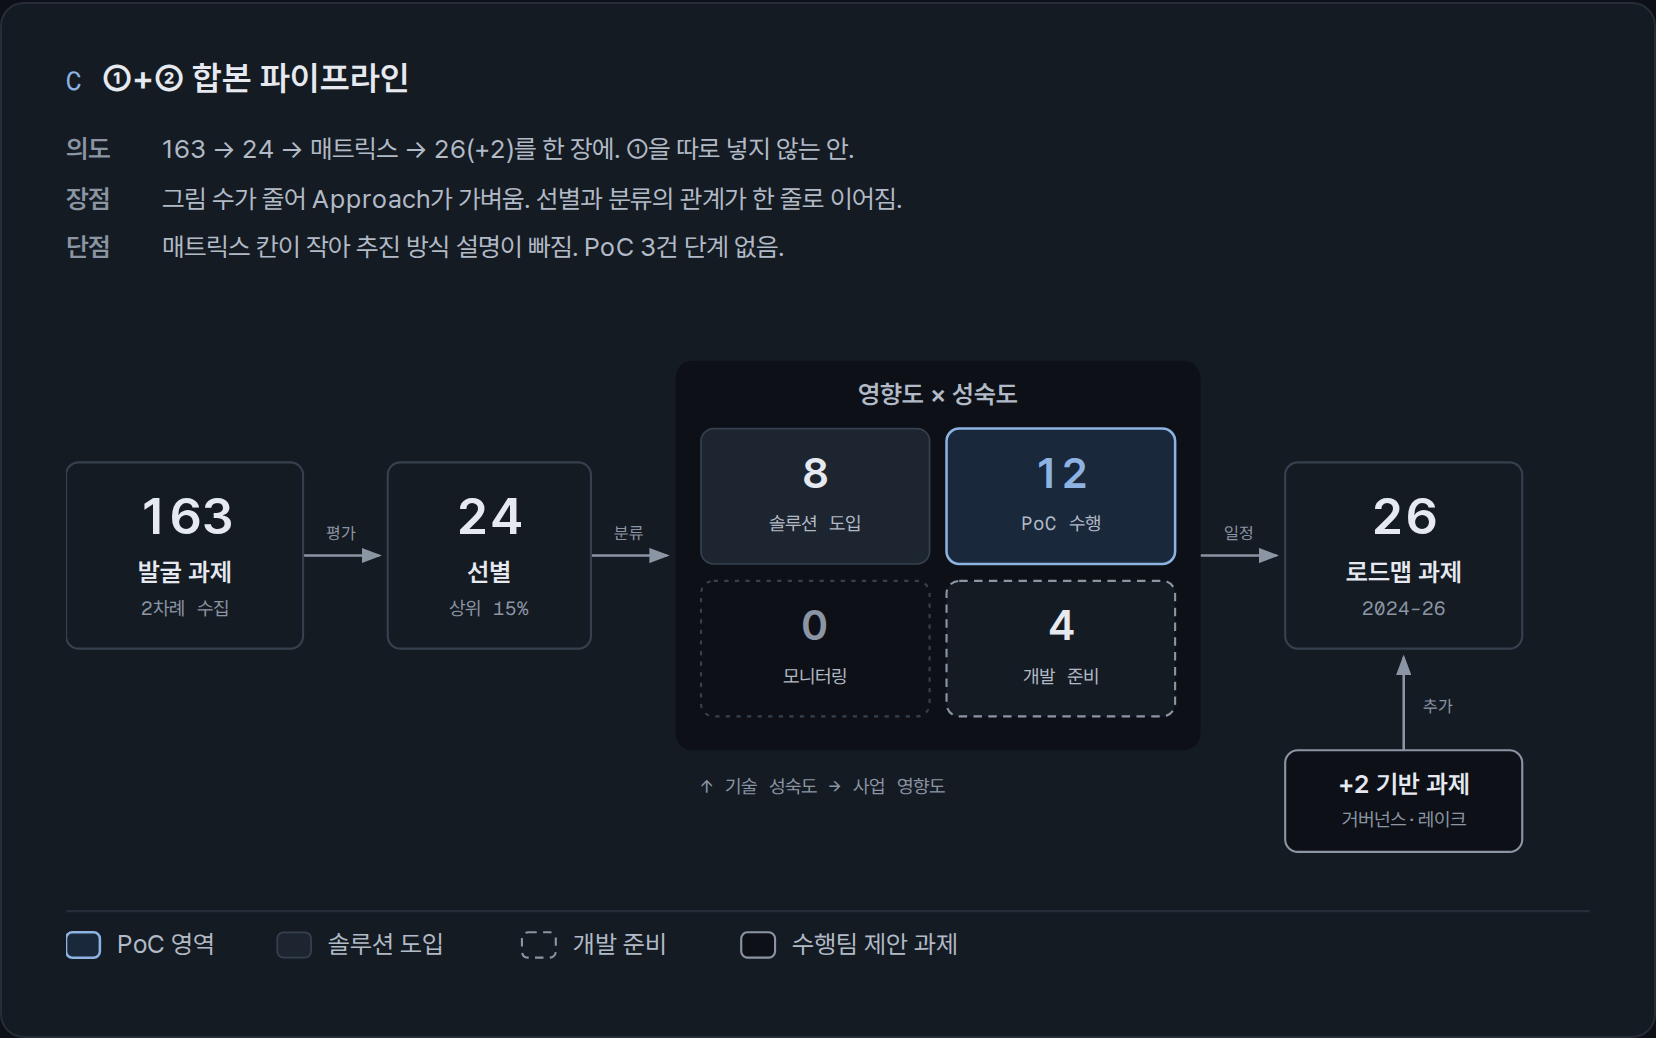 C ①+② 합본 파이프라인
의도 163 → 24 → 매트릭스 → 26(+2)를 한 장에. ①을 따로 넣지 않는 안.
장점 그림 수가 줄어 Approach가 가벼움. 선별과 분류의 관계가 한 줄로 이어짐.
단점 매트릭스 칸이 작아 추진 방식 설명이 빠짐. PoC 3건 단계 없음.
163
발굴 과제
2차례 수집
평가
24
선별
상위 15%
분류
영향도 × 성숙도
8
솔루션 도입
12
PoC 수행
0
모니터링
4
개발 준비
↑ 기술 성숙도 → 사업 영향도
일정
26
로드맵 과제
2024-26
추가
+2 기반 과제
거버넌스·레이크
PoC 영역
솔루션 도입
개발 준비
수행팀 제안 과제